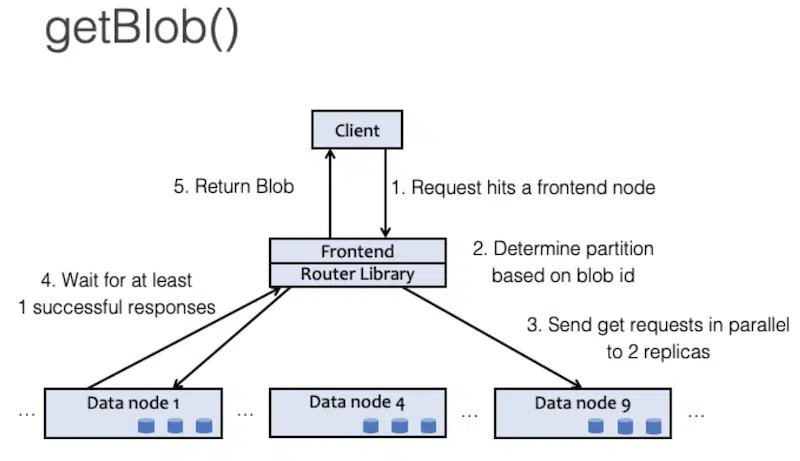 getBlob()
Client
5. Return Blob
1. Request hits a frontend node
Frontend
Router Library
2. Determine partition
based on blob id
4. Wait for at least
1 successful responses
3. Send get requests in parallel
to 2 replicas
... Data node 1 ... Data node 4 ... Data node 9 ...